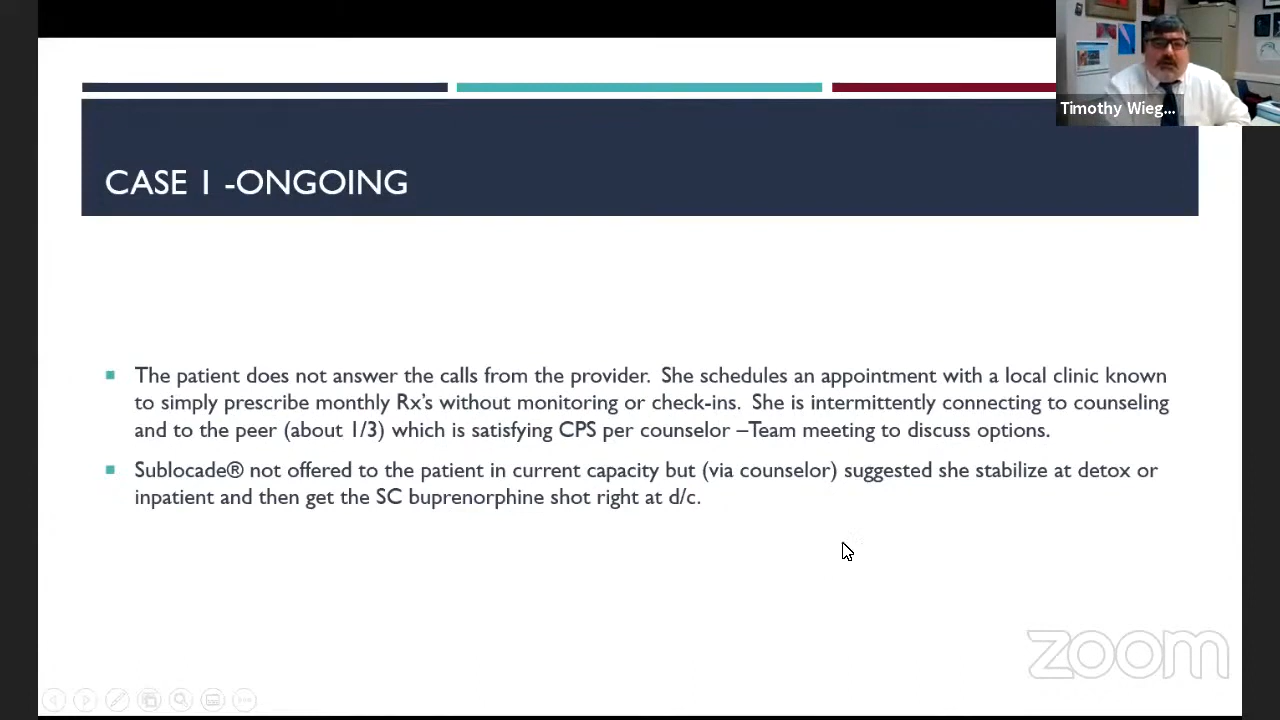 Timothy Wieg...
CASE 1 -ONGOING
The patient does not answer the calls from the provider.  She schedules an appointment with a local clinic known
to simply prescribe monthly Rx's without monitoring or check-ins.  She is intermittently connecting to counseling
and to the peer (about 1/3) which is satisfying CPS per counselor –Team meeting to discuss options.
Sublocade® not offered to the patient in current capacity but (via counselor) suggested she stabilize at detox or
inpatient and then get the SC buprenorphine shot right at d/c.
zoom